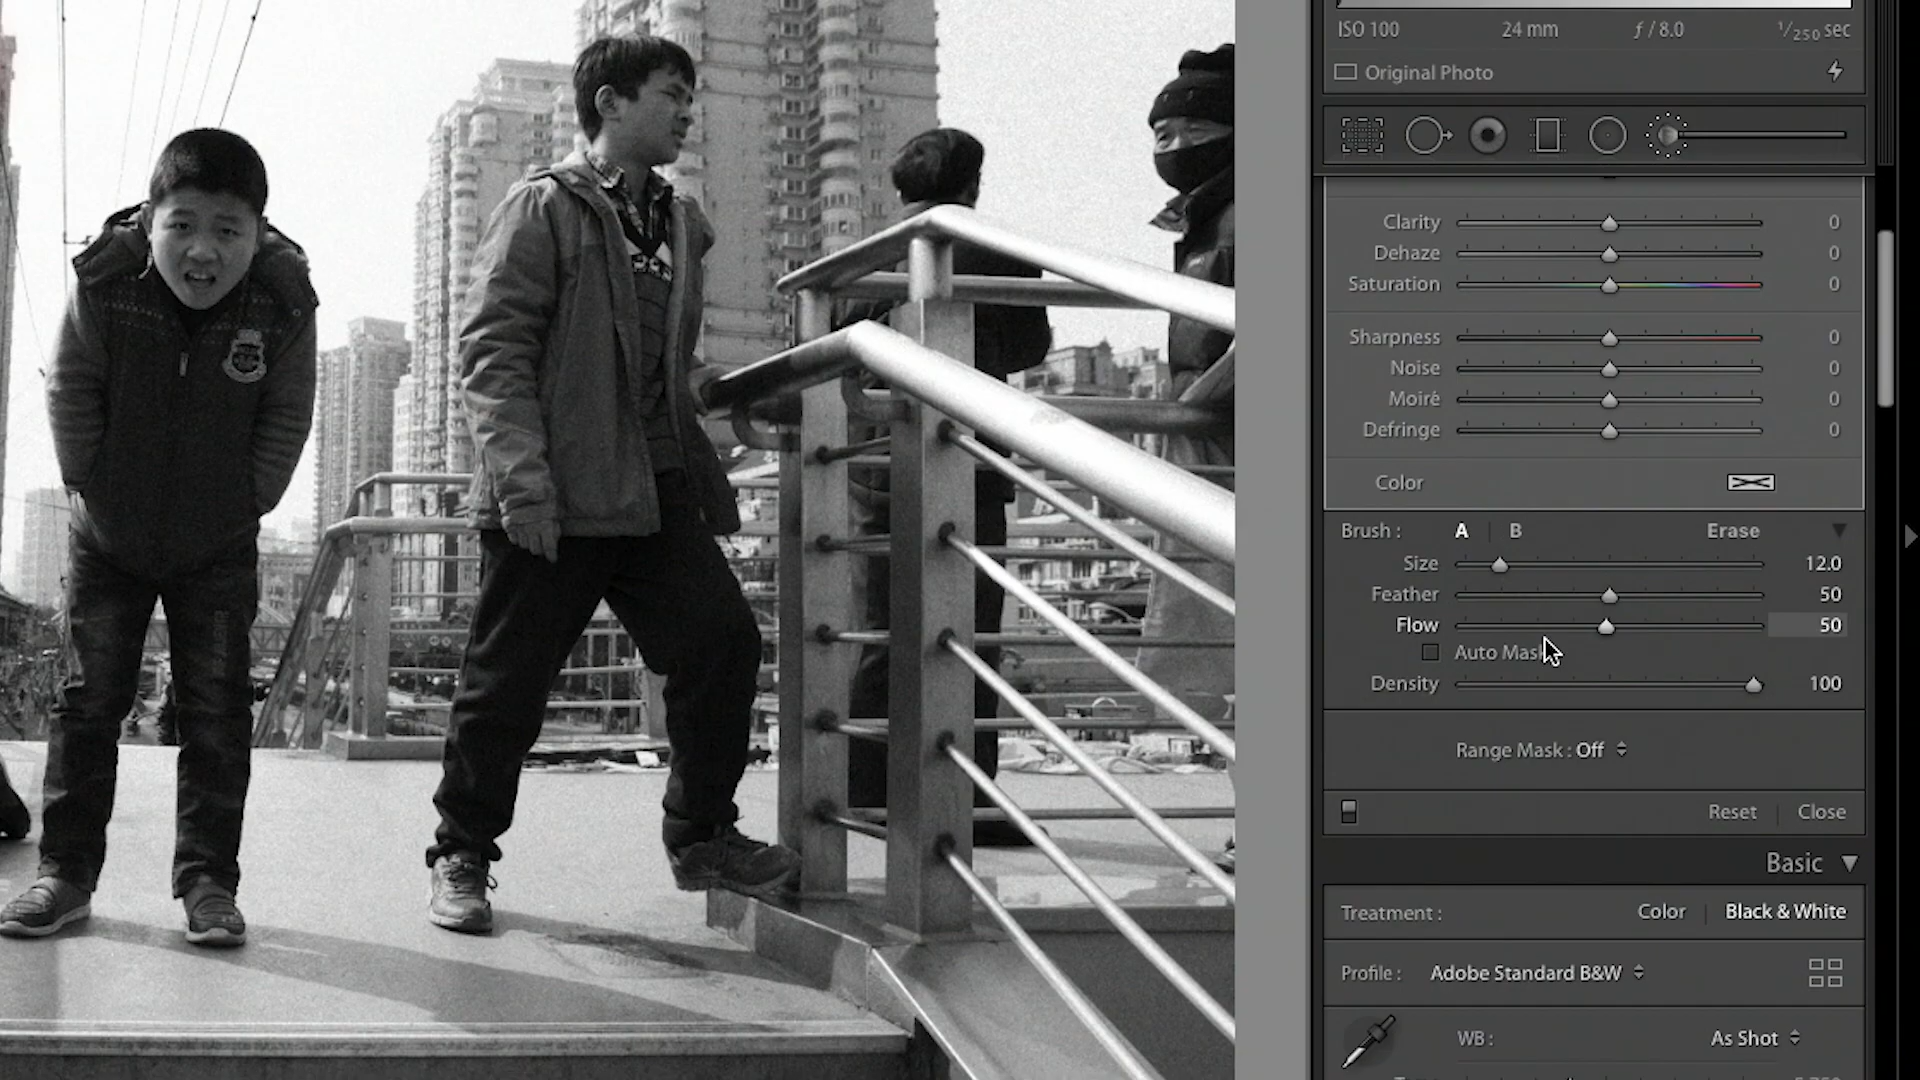 ISO 100 24 mm ƒ / 8.0 1/250 sec
Original Photo
Clarity 0
Dehaze 0
Saturation 0
Sharpness 0
Noise 0
Moiré 0
Defringe 0
Color
Brush : A | B Erase
Size 12.0
Feather 50
Flow 50
Auto Mask
Density 100
Range Mask : Off
Reset | Close
Basic
Treatment : Color | Black & White
Profile : Adobe Standard B&W
WB : As Shot